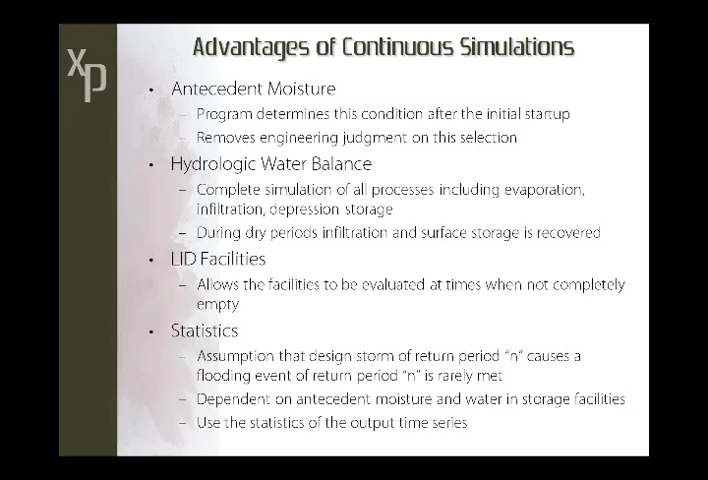 XP
Advantages of Continuous Simulations
• Antecedent Moisture
– Program determines this condition after the initial startup
– Removes engineering judgment on this selection
• Hydrologic Water Balance
– Complete simulation of all processes including evaporation,
infiltration, depression storage
– During dry periods infiltration and surface storage is recovered
• LID Facilities
– Allows the facilities to be evaluated at times when not completely
empty
• Statistics
– Assumption that design storm of return period "n" causes a
flooding event of return period "n" is rarely met
– Dependent on antecedent moisture and water in storage facilities
– Use the statistics of the output time series